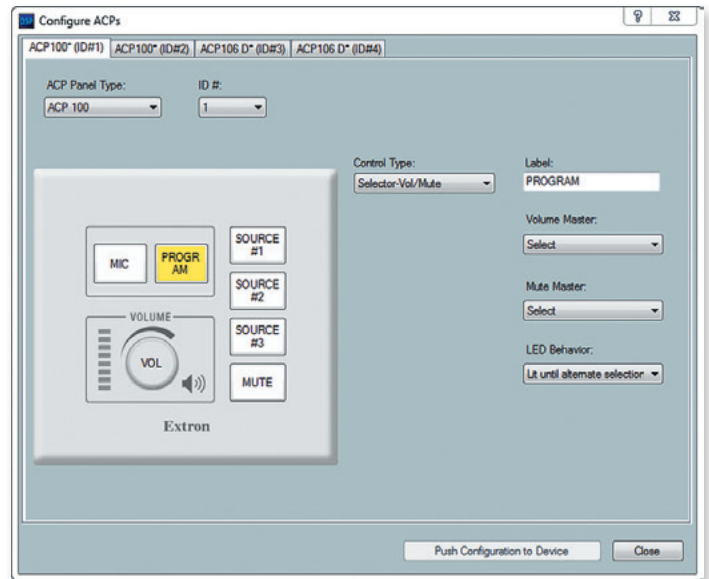 Configure ACPs
ACP100* (ID#1) ACP100* (ID#2) ACP106 D* (ID#3) ACP106 D* (ID#4)
ACP Panel Type: ID #:
ACP 100 1
Control Type: Label:
Selector-Vol/Mute PROGRAM
Volume Master:
Select
Mute Master:
Select
LED Behavior:
Lit until alternate selection
MIC
PROGR
AM
SOURCE
#1
SOURCE
#2
SOURCE
#3
MUTE
VOLUME
VOL
Extron
Push Configuration to Device Close